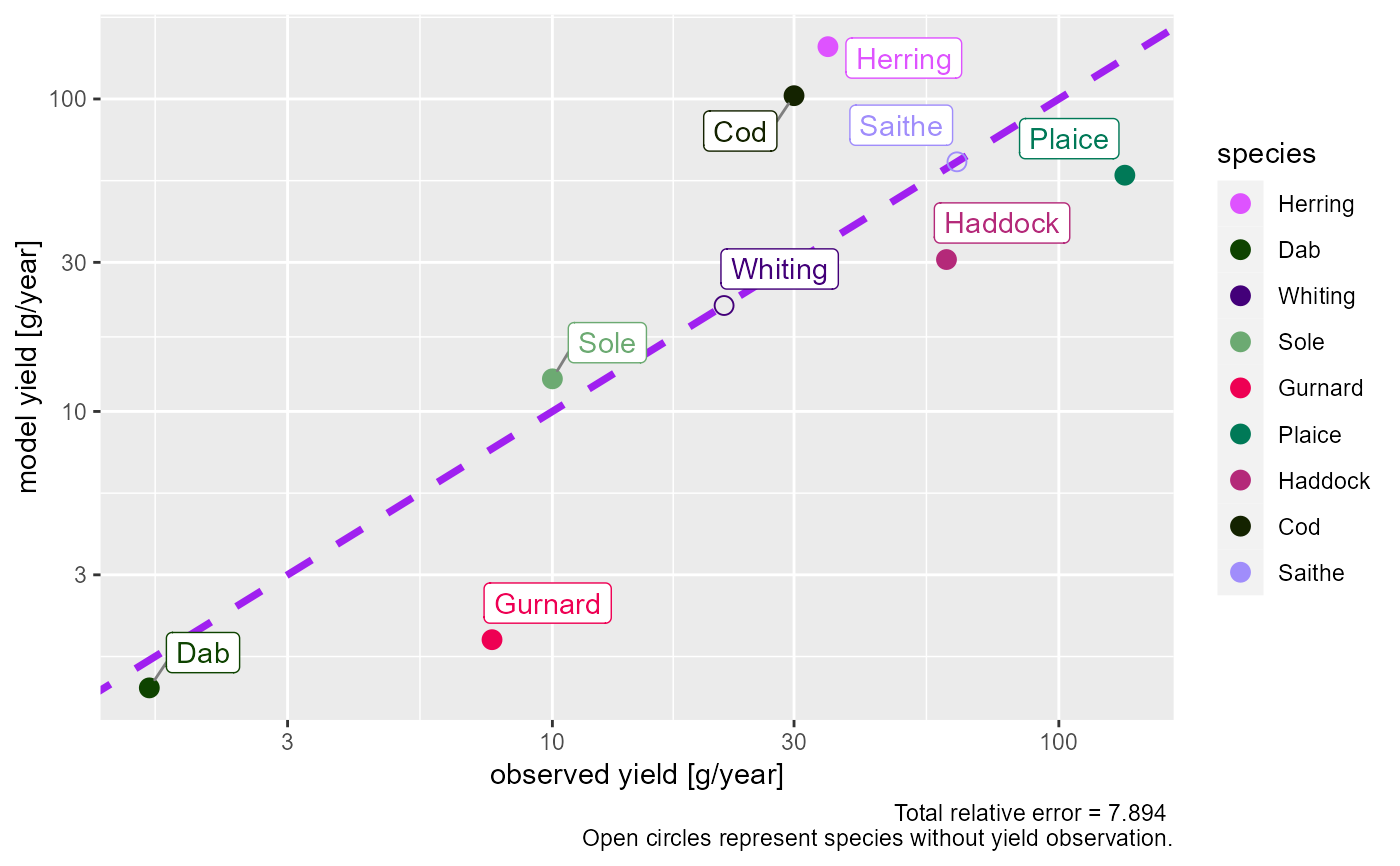 100
30
10
3
model yield [g/year]
Herring
Cod
Saithe
Plaice
Haddock
Whiting
Sole
Gurnard
Dab
3
10
30
100
observed yield [g/year]
species
Herring
Dab
Whiting
Sole
Gurnard
Plaice
Haddock
Cod
Saithe
Total relative error = 7.894
Open circles represent species without yield observation.